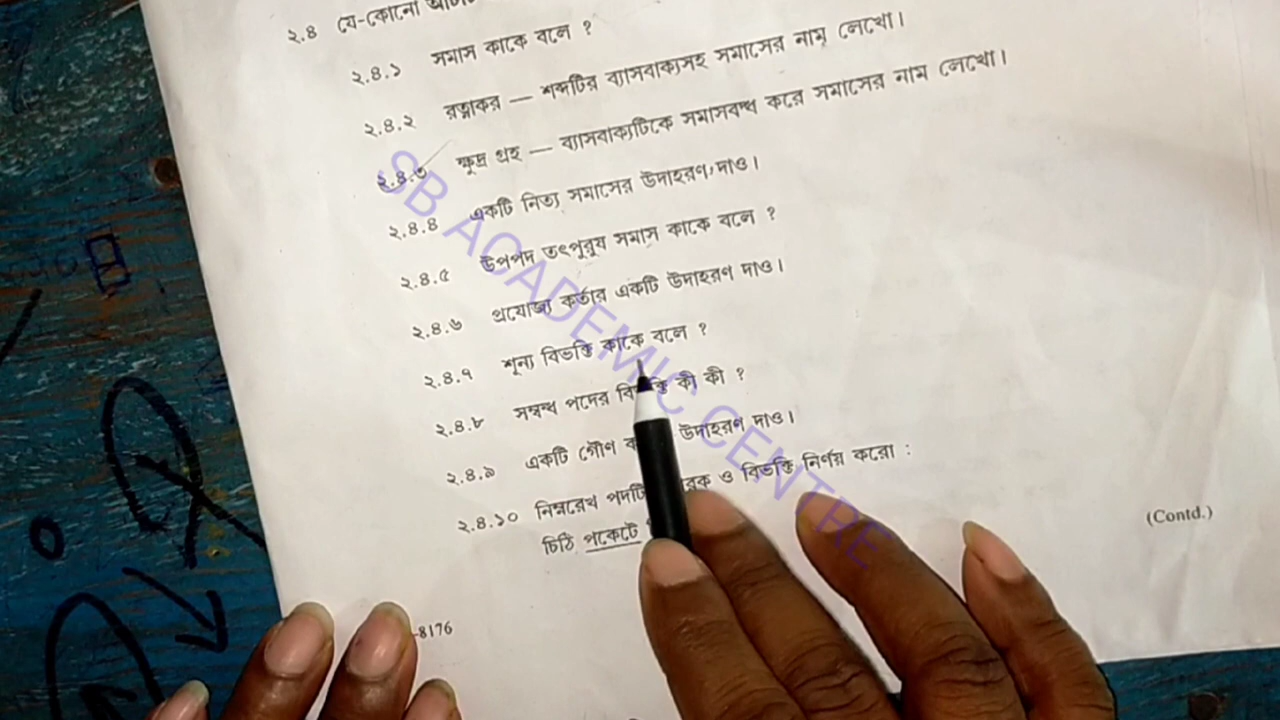 ২.৪ যে-কোনো
২.৪.১ সমাস কাকে বলে ?
২.৪.২ রত্নাকর — শব্দটির ব্যাসবাক্যসহ সমাসের নাম লেখো।
২.৪.৩ ক্ষুদ্র গ্রহ — ব্যাসবাক্যটিকে সমাসবদ্ধ করে সমাসের নাম লেখো।
২.৪.৪ একটি নিত্য সমাসের উদাহরণ দাও।
২.৪.৫ উপপদ তৎপুরুষ সমাস কাকে বলে ?
২.৪.৬ প্রযোজ্য কর্তার একটি উদাহরণ দাও।
২.৪.৭ শূন্য বিভক্তি কাকে বলে ?
২.৪.৮ সম্বন্ধ পদের কী কী ?
২.৪.৯ একটি গৌণ উদাহরণ দাও।
২.৪.১০ নিম্নরেখ ও বিভক্তি নির্ণয় করো :
চিঠি পকেটে
(Contd.)
-8176
SB ACADEMIC CENTRE